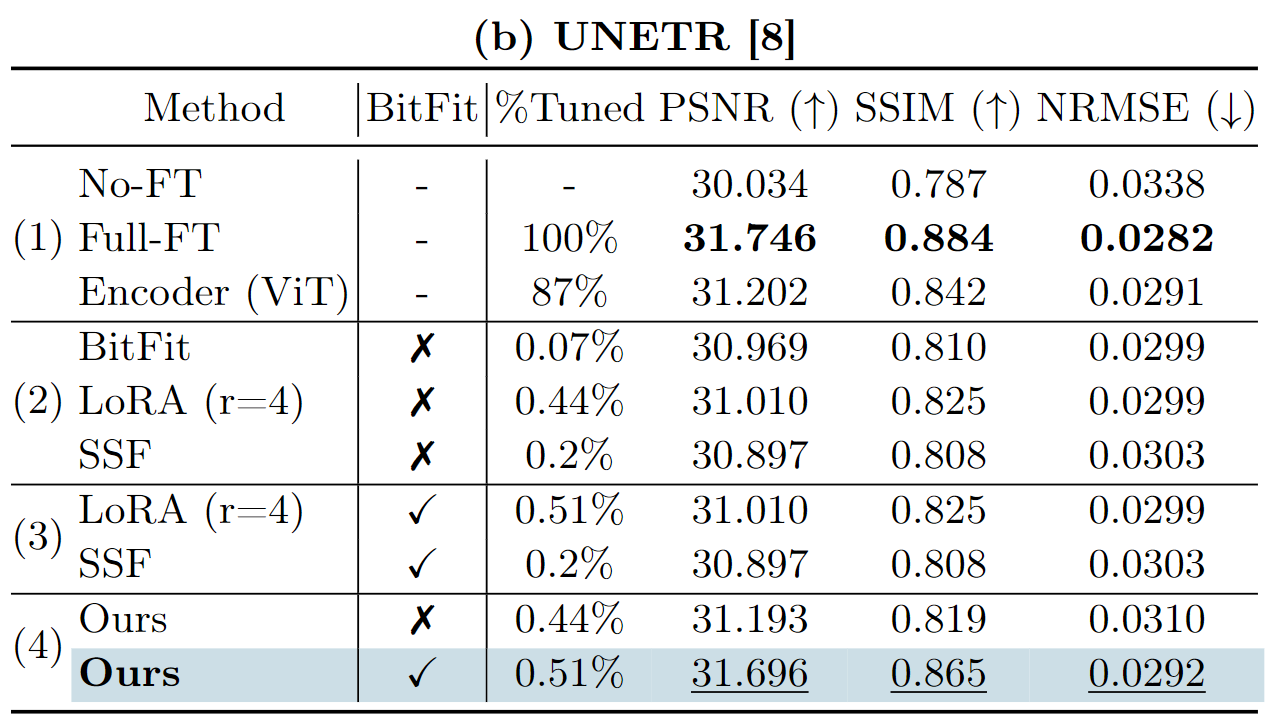 (b) UNETR [8]
Method BitFit %Tuned PSNR (↑) SSIM (↑) NRMSE (↓)
No-FT - - 30.034 0.787 0.0338
(1) Full-FT - 100% 31.746 0.884 0.0282
Encoder (ViT) - 87% 31.202 0.842 0.0291
BitFit ✗ 0.07% 30.969 0.810 0.0299
(2) LoRA (r=4) ✗ 0.44% 31.010 0.825 0.0299
SSF ✗ 0.2% 30.897 0.808 0.0303
(3) LoRA (r=4) ✓ 0.51% 31.010 0.825 0.0299
SSF ✓ 0.2% 30.897 0.808 0.0303
(4) Ours ✗ 0.44% 31.193 0.819 0.0310
Ours ✓ 0.51% 31.696 0.865 0.0292